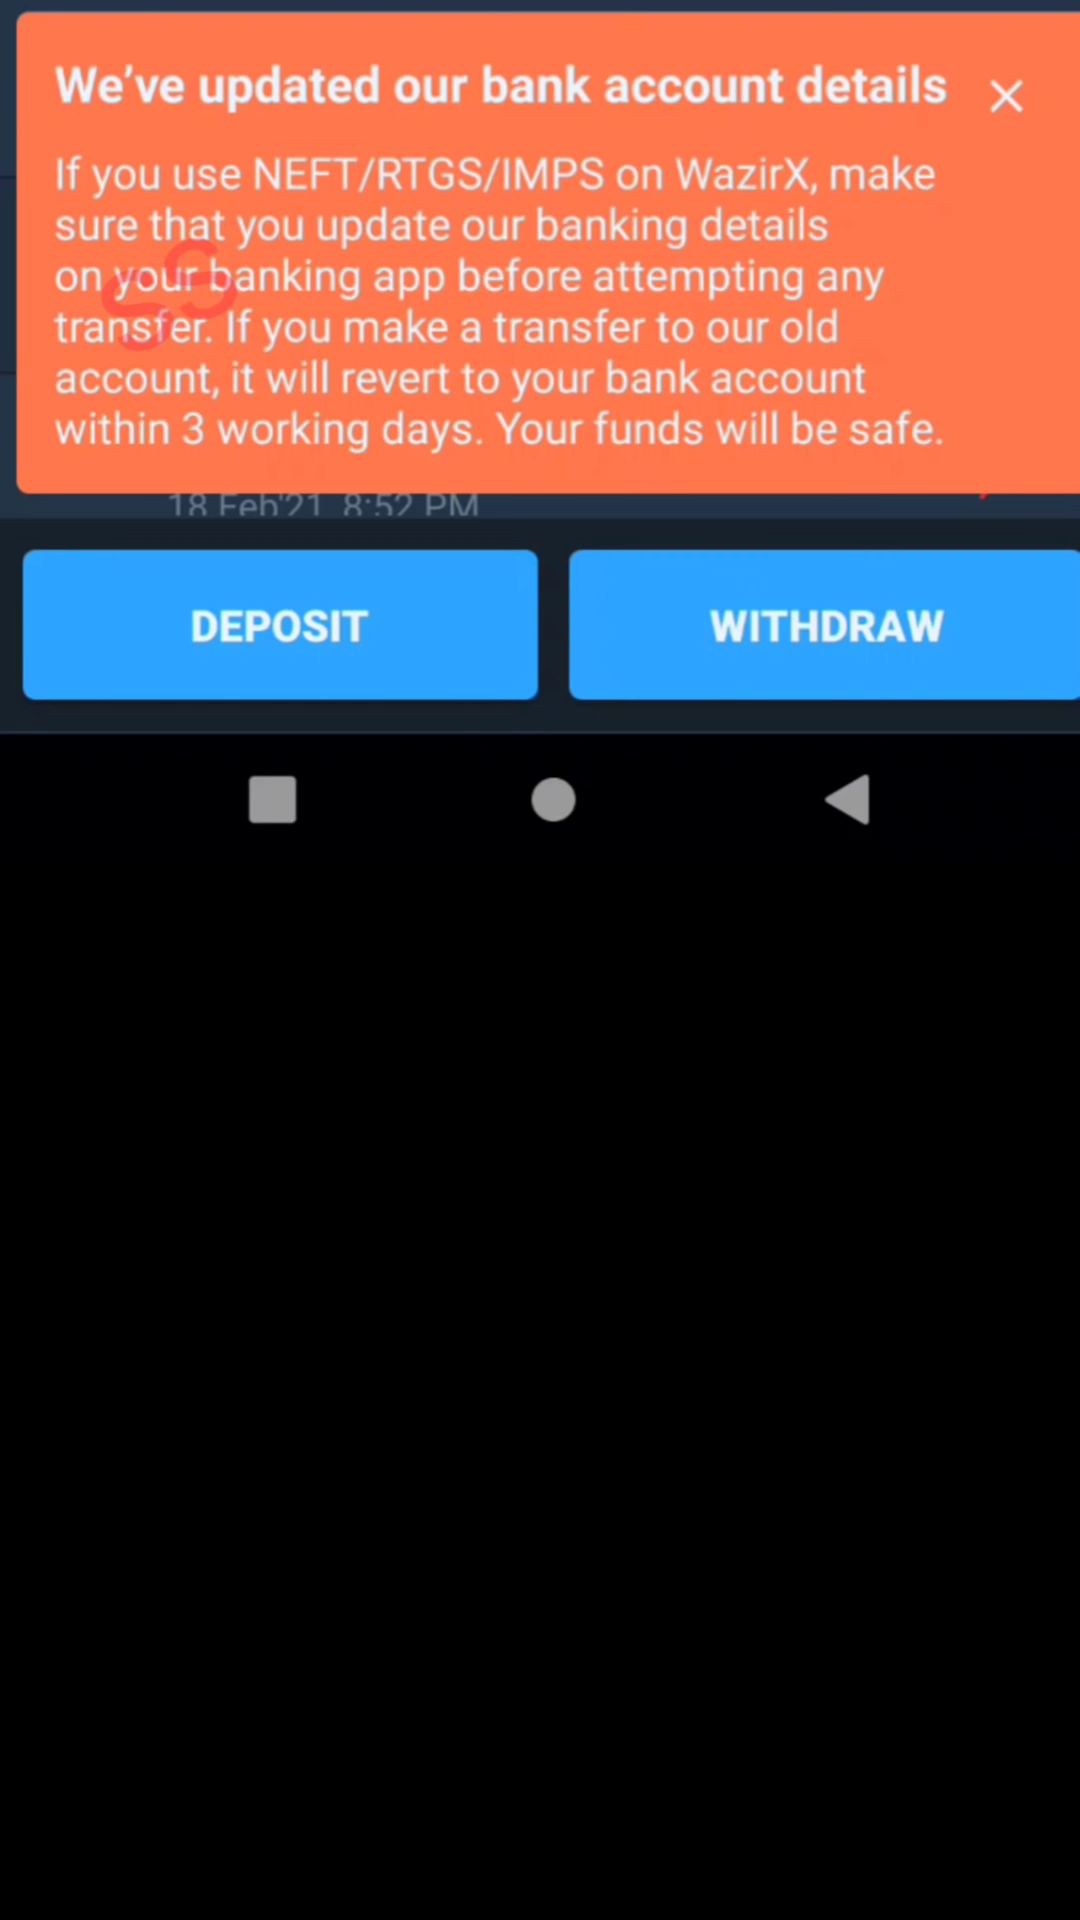 We’ve updated our bank account details
If you use NEFT/RTGS/IMPS on WazirX, make
sure that you update our banking details
on your banking app before attempting any
transfer. If you make a transfer to our old
account, it will revert to your bank account
within 3 working days. Your funds will be safe.
18 Feb'21 8:52 PM
DEPOSIT WITHDRAW